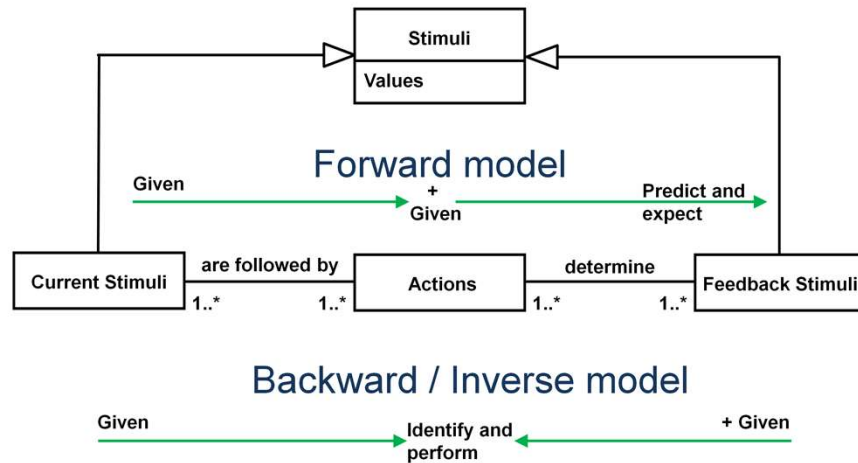 Stimuli
Values
Forward model
Given
+
Given
Predict and
expect
Current Stimuli
are followed by
1..*
1..*
Actions
determine
1..*
1..*
Feedback Stimuli
Backward / Inverse model
Given
Identify and
perform
+ Given